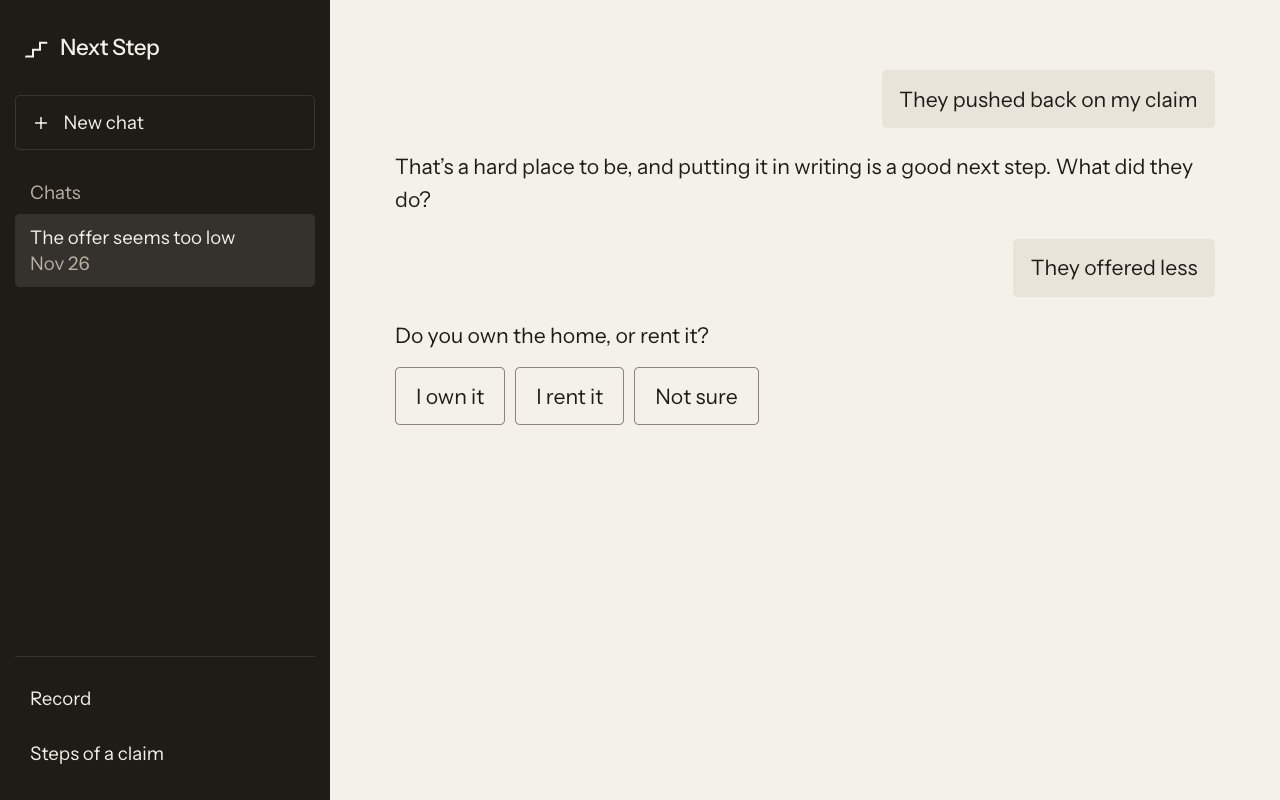 Next Step
New chat
Chats
The offer seems too low
Nov 26
Record
Steps of a claim
They pushed back on my claim
That’s a hard place to be, and putting it in writing is a good next step. What did they
do?
They offered less
Do you own the home, or rent it?
I own it
I rent it
Not sure